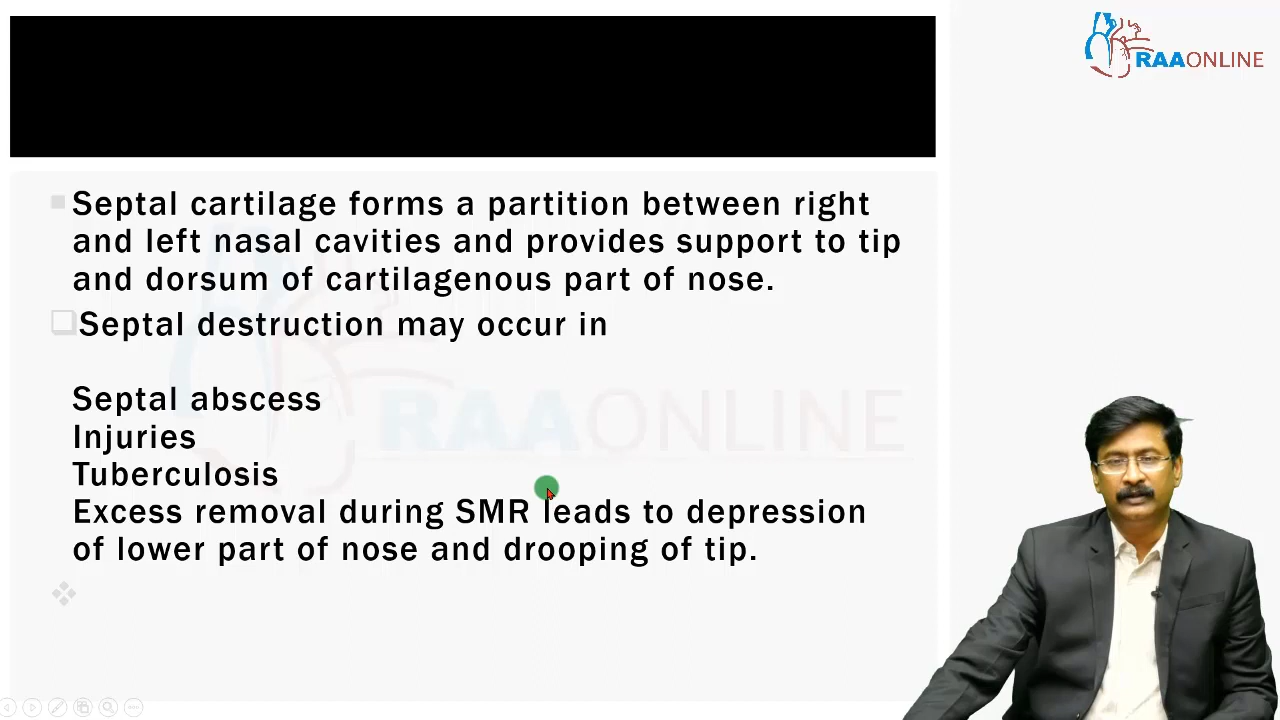 RAAONLINE
Septal cartilage forms a partition between right
and left nasal cavities and provides support to tip
and dorsum of cartilagenous part of nose.
Septal destruction may occur in
Septal abscess
Injuries
Tuberculosis
Excess removal during SMR leads to depression
of lower part of nose and drooping of tip.
RAAONLINE